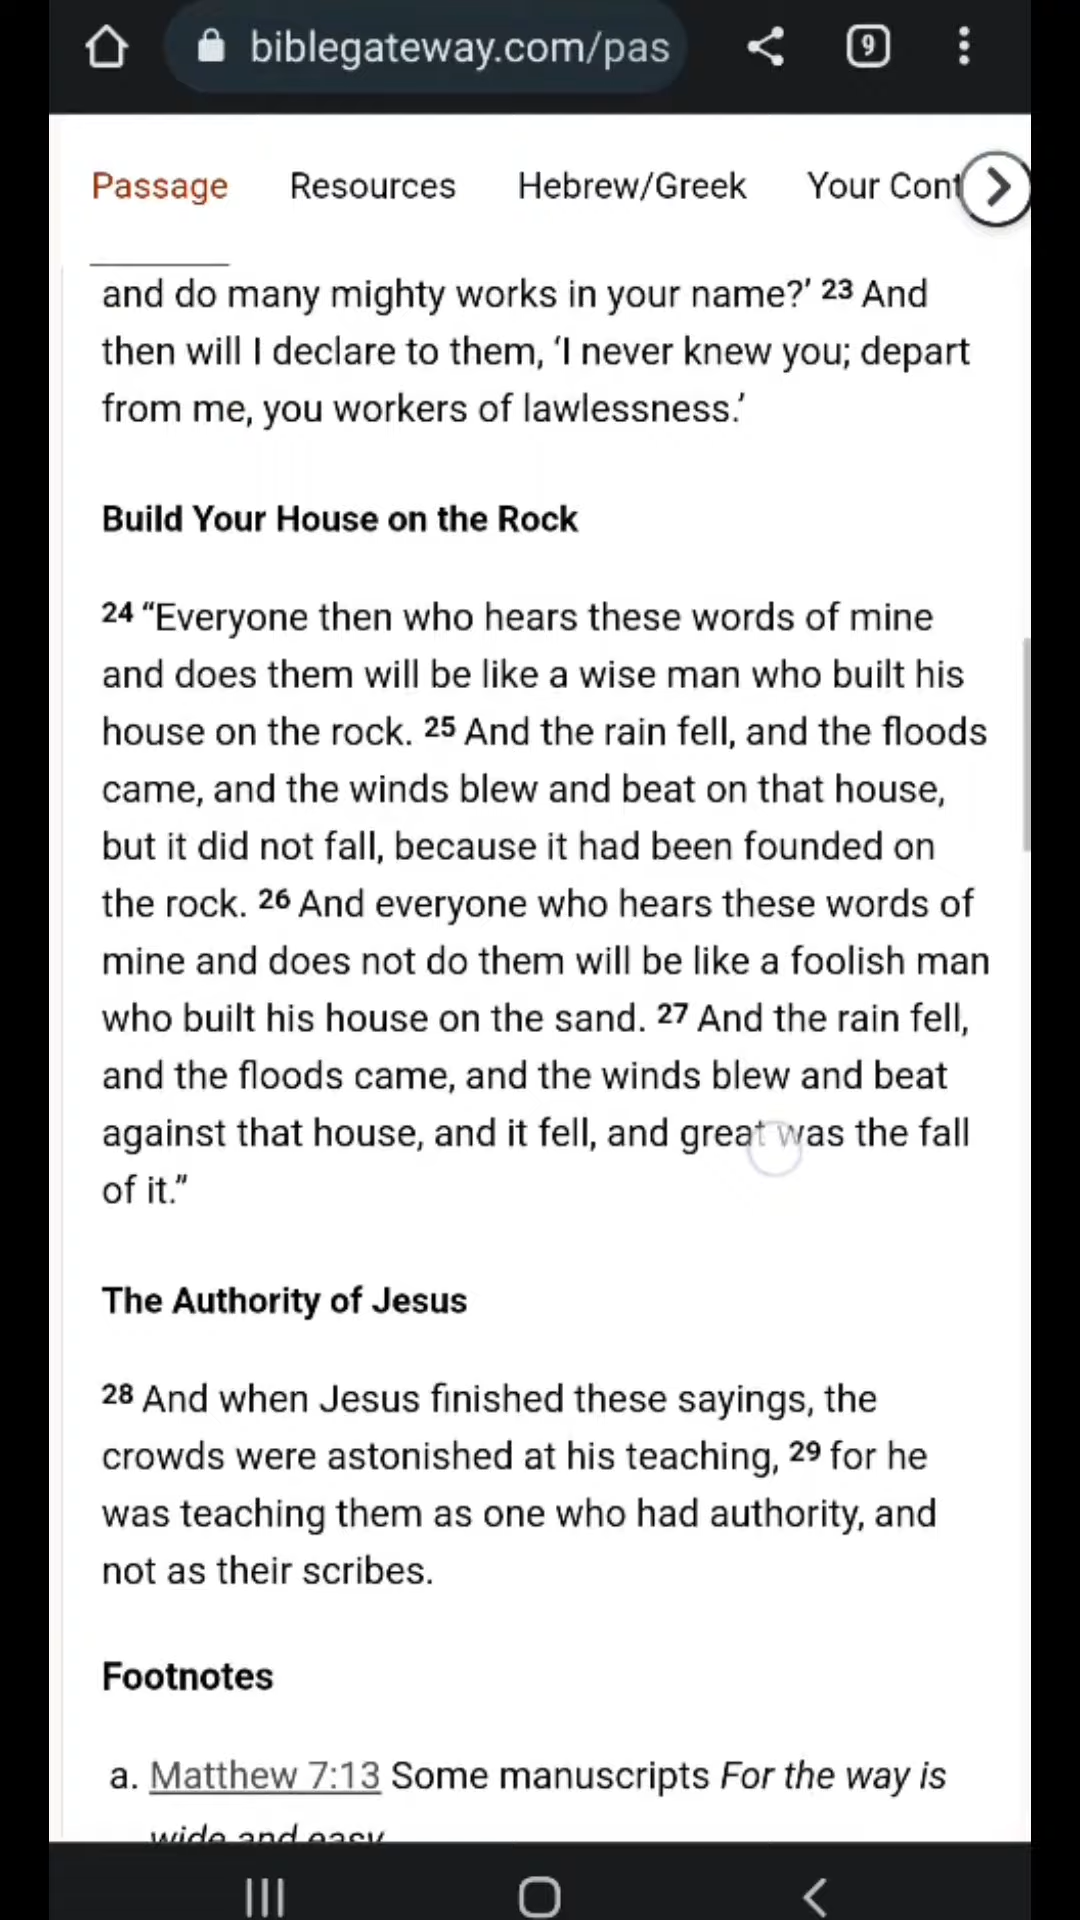 biblegateway.com/pas 9
Passage Resources Hebrew/Greek Your Cont
and do many mighty works in your name?’ 23 And
then will I declare to them, ‘I never knew you; depart
from me, you workers of lawlessness.’
Build Your House on the Rock
24 “Everyone then who hears these words of mine
and does them will be like a wise man who built his
house on the rock. 25 And the rain fell, and the floods
came, and the winds blew and beat on that house,
but it did not fall, because it had been founded on
the rock. 26 And everyone who hears these words of
mine and does not do them will be like a foolish man
who built his house on the sand. 27 And the rain fell,
and the floods came, and the winds blew and beat
against that house, and it fell, and great was the fall
of it.”
The Authority of Jesus
28 And when Jesus finished these sayings, the
crowds were astonished at his teaching, 29 for he
was teaching them as one who had authority, and
not as their scribes.
Footnotes
a. Matthew 7:13 Some manuscripts For the way is
wide and easy